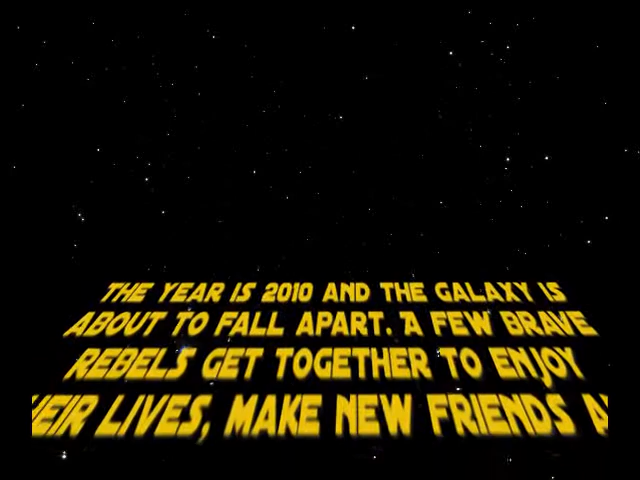 THE YEAR IS 2010 AND THE GALAXY IS
ABOUT TO FALL APART. A FEW BRAVE
REBELS GET TOGETHER TO ENJOY
LIVES, MAKE NEW FRIENDS